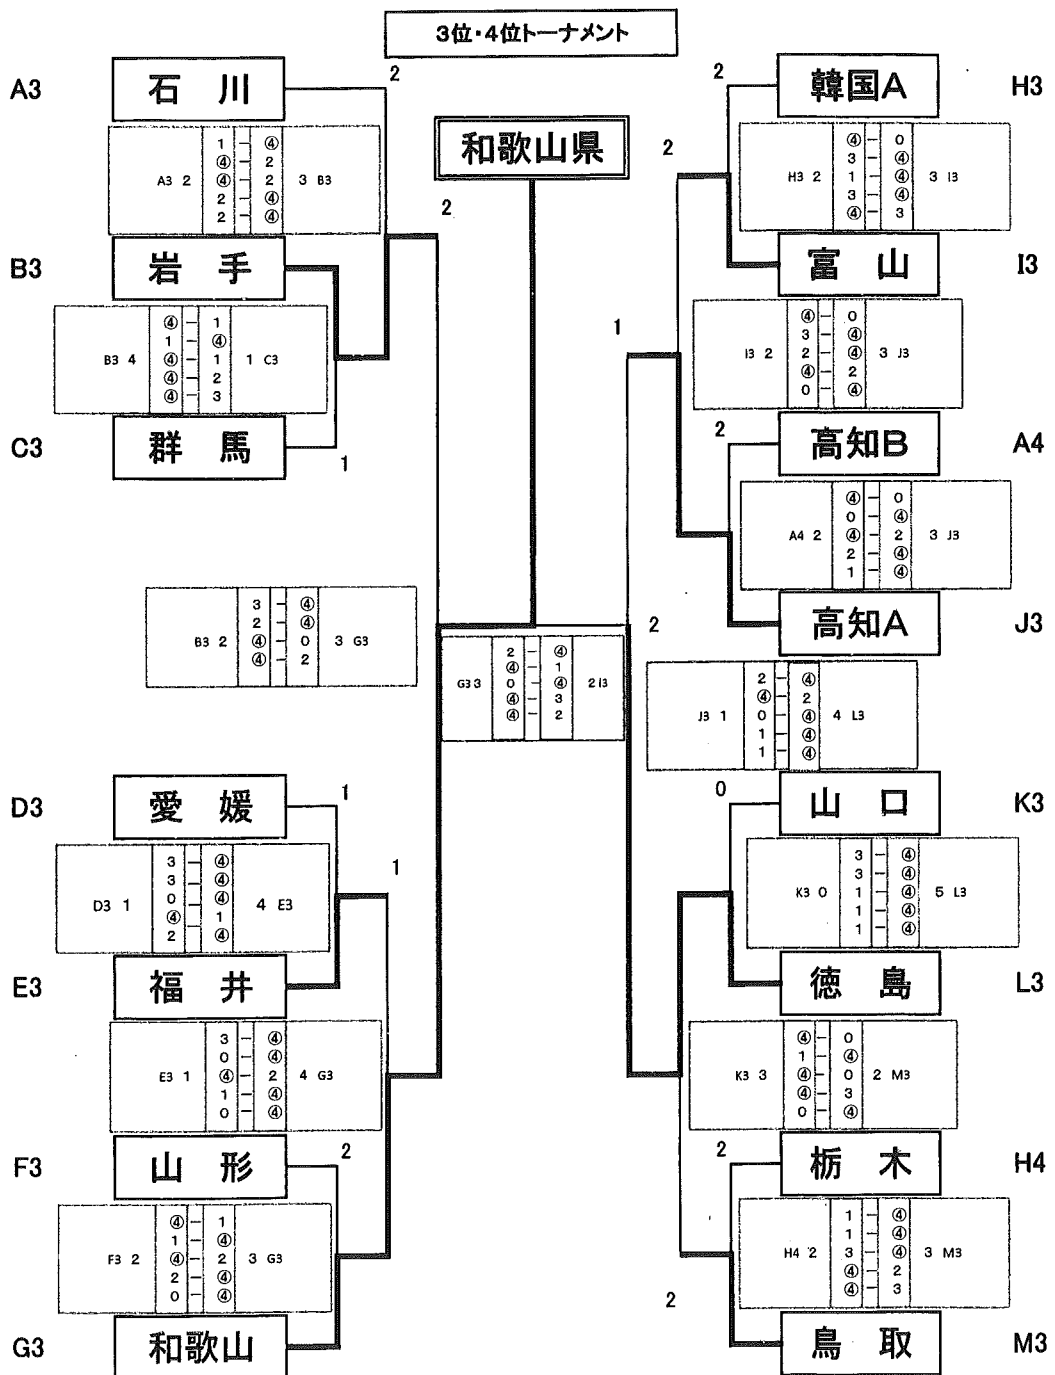 3位・4位トーナメント
和歌山県
A3
石 川
2
1 - ④
④ - 2
A3 2 ④ - 2 3 B3
2 - ④
2 - ④
2
B3
岩 手
④ - 1
1 - ④
B3 4 ④ - 1 1 C3
④ - 2
④ - 3
C3
群 馬
1
3 - ④
2 - ④
B3 2 ④ - 0 3 G3
④ - 2
D3
愛 媛
1
3 - ④
3 - ④
D3 1 0 - ④ 4 E3
④ - 1
2 - ④
1
E3
福 井
3 - ④
0 - ④
E3 1 ④ - 2 4 G3
1 - ④
0 - ④
F3
山 形
2
④ - 1
1 - ④
F3 2 ④ - 2 3 G3
2 - ④
0 - ④
G3
和歌山
2 - ④
④ - 1
G3 3 0 - ④ 2 I3
④ - 3
④ - 2
2
韓国A
H3
2
④ - 0
3 - ④
H3 2 1 - ④ 3 I3
3 - ④
④ - 3
富 山
I3
1
④ - 0
3 - ④
I3 2 2 - ④ 3 J3
④ - 2
0 - ④
2
高知B
A4
④ - 0
0 - ④
A4 2 ④ - 2 3 J3
2 - ④
1 - ④
高知A
J3
2
2 - ④
④ - 2
J3 1 0 - ④ 4 L3
1 - ④
1 - ④
0
山 口
K3
3 - ④
3 - ④
K3 0 1 - ④ 5 L3
1 - ④
1 - ④
徳 島
L3
④ - 0
1 - ④
K3 3 ④ - 0 2 M3
④ - 3
0 - ④
2
栃 木
H4
1 - ④
1 - ④
H4 2 3 - ④ 3 M3
④ - 2
④ - 3
2
鳥 取
M3